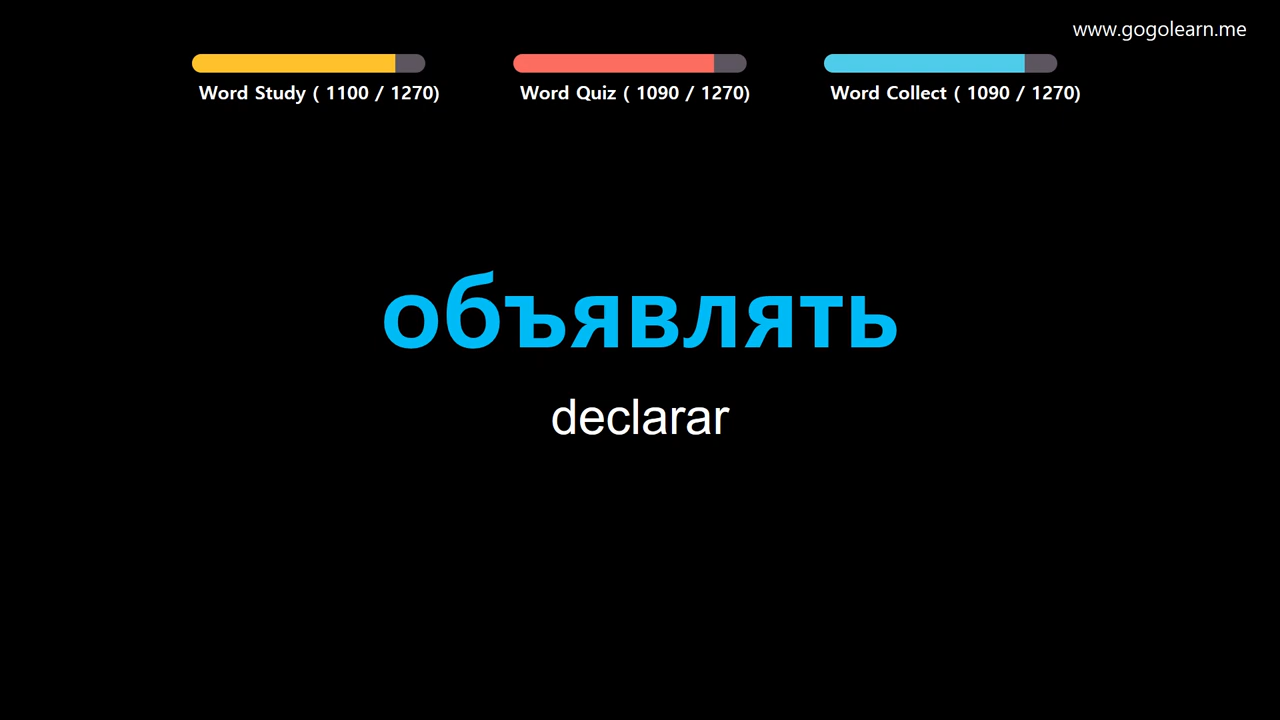 www.gogolearn.me
Word Study ( 1100 / 1270)
Word Quiz ( 1090 / 1270)
Word Collect ( 1090 / 1270)
объявлять
declarar